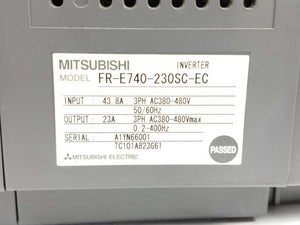 MITSUBISHI INVERTER
MODEL FR-E740-230SC-EC
INPUT : 43.8A 3PH AC380-480V
50/60Hz
OUTPUT : 23A 3PH AC380-480Vmax
0.2-400Hz
SERIAL : A1YN66001
TC101A823G61
MITSUBISHI ELECTRIC
PASSED